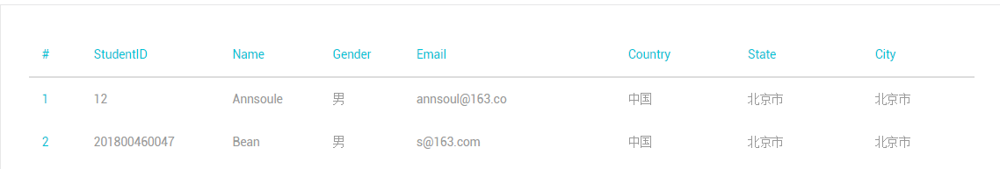 # StudentID Name Gender Email Country State City
1 12 Annsoule 男 annsoul@163.co 中国 北京市 北京市
2 201800460047 Bean 男 s@163.com 中国 北京市 北京市